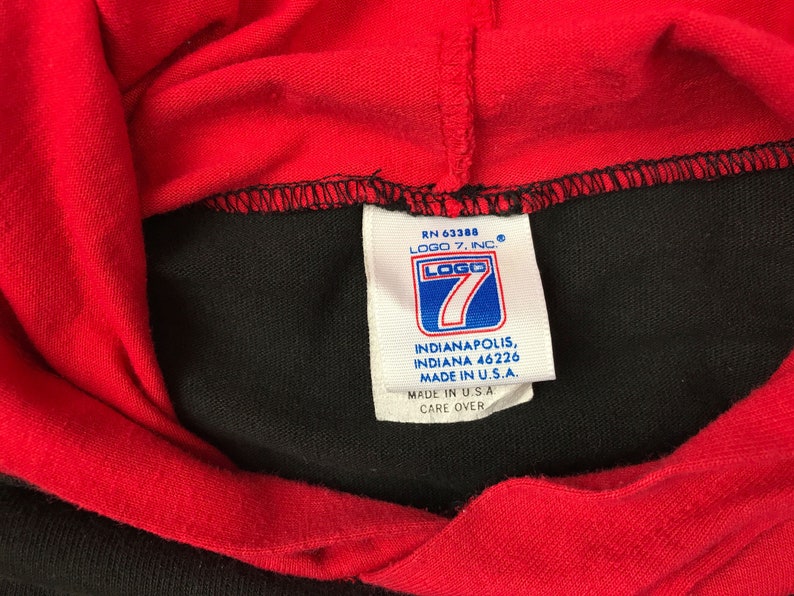 RN 63388
LOGO 7, INC.®
LOGO
7
INDIANAPOLIS,
INDIANA 46226
MADE IN U.S.A.
MADE IN U.S.A.
CARE OVER